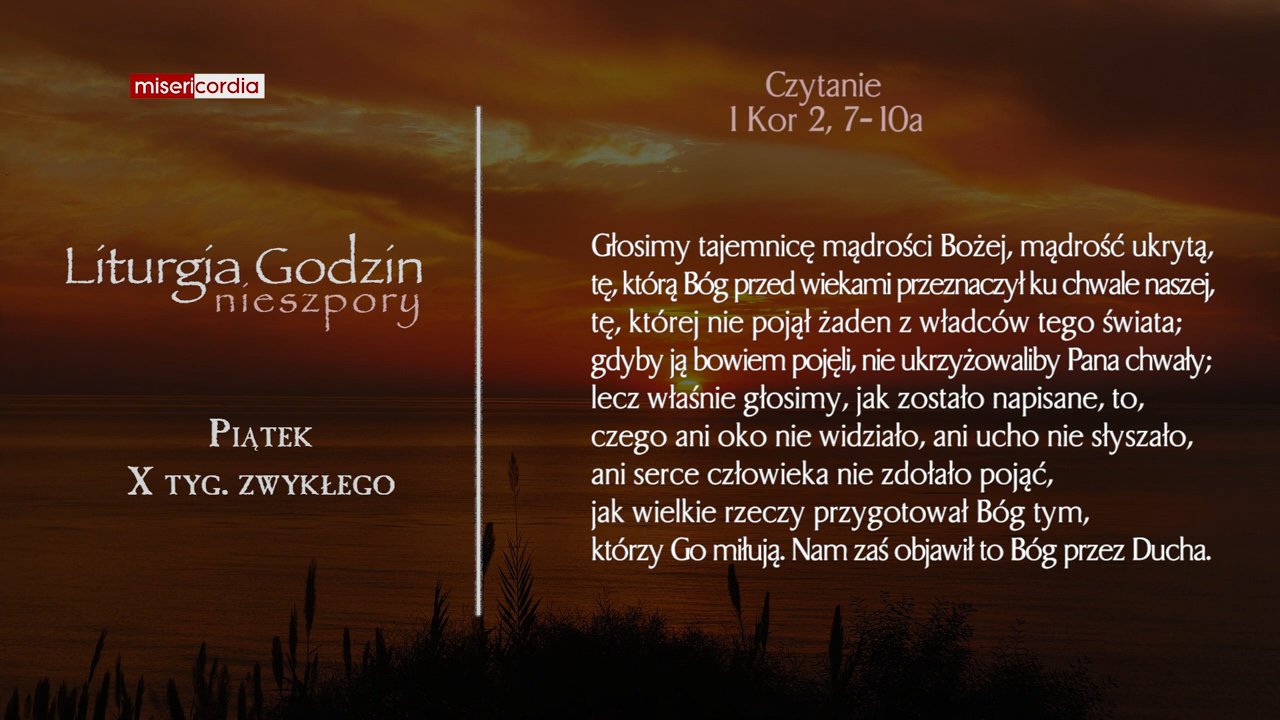 misericordia
Liturgia Godzin
nieszpory
Piątek
X tyg. zwykłego
Czytanie
1 Kor 2, 7-10a
Głosimy tajemnicę mądrości Bożej, mądrość ukrytą,
tę, którą Bóg przed wiekami przeznaczył ku chwale naszej,
tę, której nie pojął żaden z władców tego świata;
gdyby ją bowiem pojęli, nie ukrzyżowaliby Pana chwały;
lecz właśnie głosimy, jak zostało napisane, to,
czego ani oko nie widziało, ani ucho nie słyszało,
ani serce człowieka nie zdołało pojąć,
jak wielkie rzeczy przygotował Bóg tym,
którzy Go miłują. Nam zaś objawił to Bóg przez Ducha.